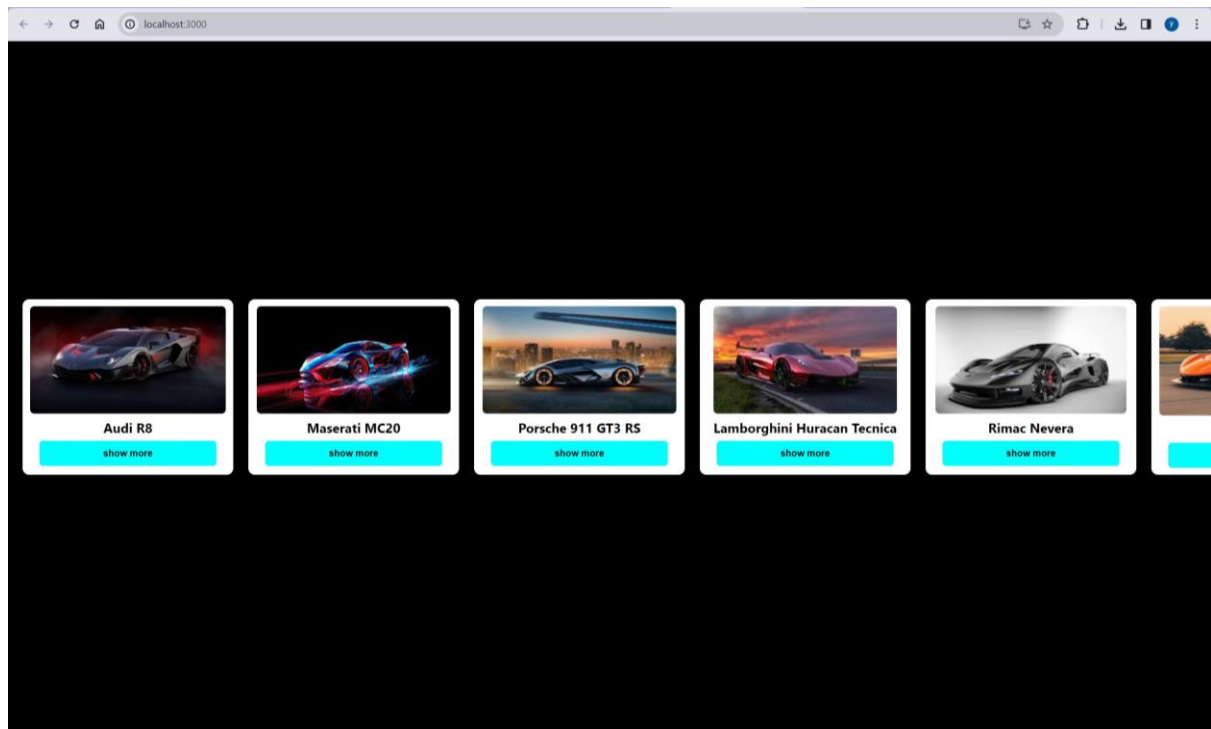 localhost:3000
Audi R8
show more
Maserati MC20
show more
Porsche 911 GT3 RS
show more
Lamborghini Huracan Tecnica
show more
Rimac Nevera
show more